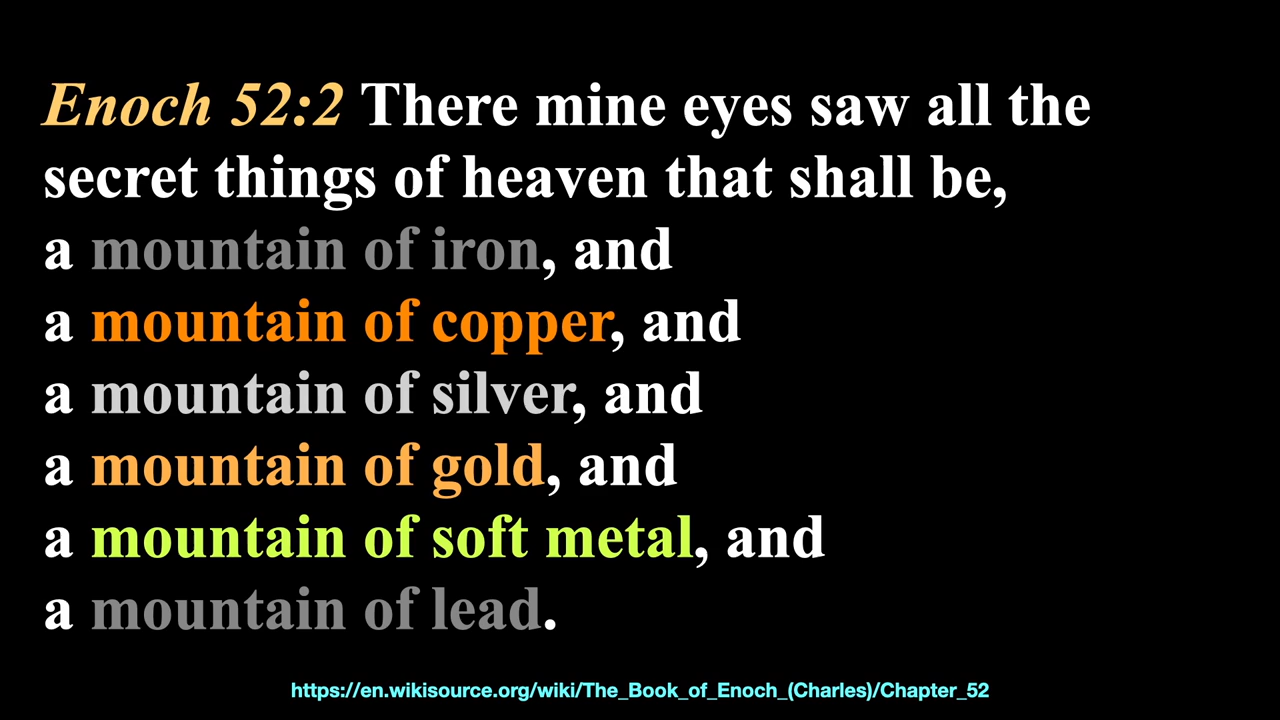 Enoch 52:2 There mine eyes saw all the
secret things of heaven that shall be,
a mountain of iron, and
a mountain of copper, and
a mountain of silver, and
a mountain of gold, and
a mountain of soft metal, and
a mountain of lead.
https://en.wikisource.org/wiki/The_Book_of_Enoch_(Charles)/Chapter_52